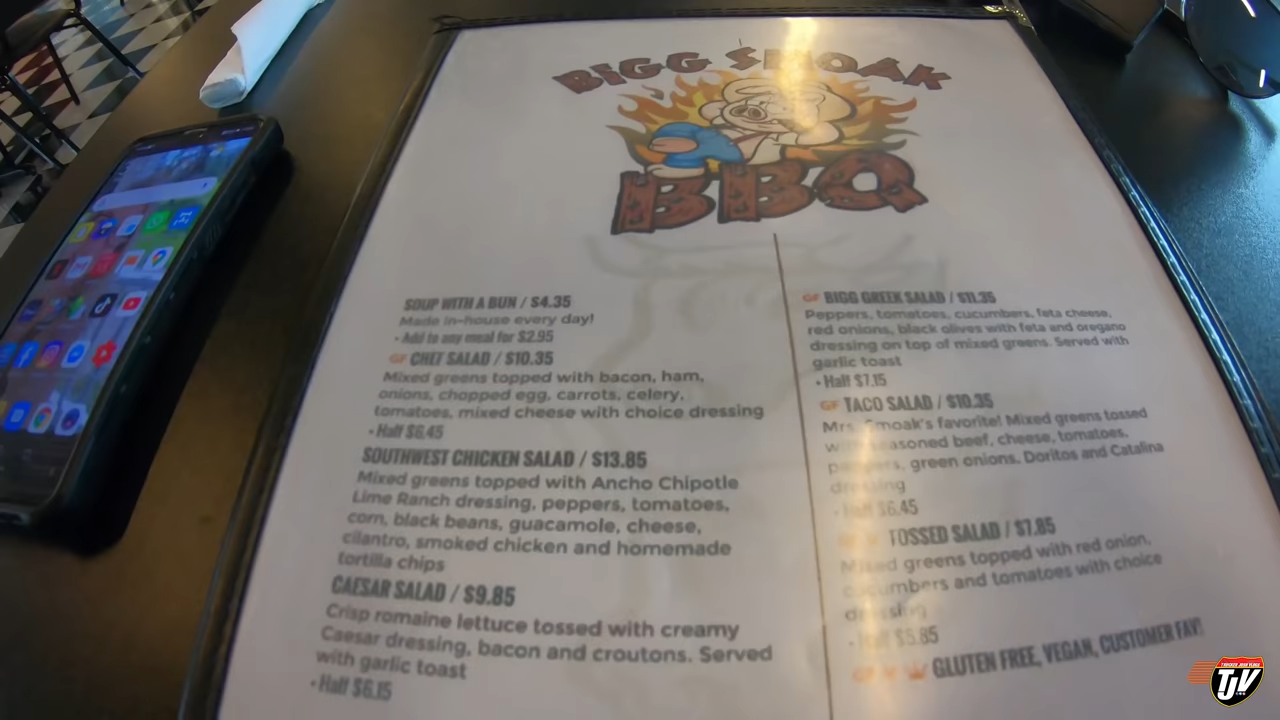 BIGG SMOAK
BBQ
SOUP WITH A BUN / $4.35
Made in-house every day!
• Add to any meal for $2.95
GF CHEF SALAD / $10.35
Mixed greens topped with bacon, ham,
onions, chopped egg, carrots, celery,
tomatoes, mixed cheese with choice dressing
• Half $6.45
SOUTHWEST CHICKEN SALAD / $13.85
Mixed greens topped with Ancho Chipotle
Lime Ranch dressing, peppers, tomatoes,
corn, black beans, guacamole, cheese,
cilantro, smoked chicken and homemade
tortilla chips
CAESAR SALAD / $9.85
Crisp romaine lettuce tossed with creamy
Caesar dressing, bacon and croutons. Served
with garlic toast
• Half $6.15
GF BIGG GREEK SALAD / $11.35
Peppers, tomatoes, cucumbers, feta cheese,
red onions, black olives with feta and oregano
dressing on top of mixed greens. Served with
garlic toast
• Half $7.15
GF TACO SALAD / $10.35
Mrs. Smoak's favorite! Mixed greens tossed
with seasoned beef, cheese, tomatoes,
peppers, green onions. Doritos and Catalina
dressing
• Half $6.45
TOSSED SALAD / $7.85
Mixed greens topped with red onion,
cucumbers and tomatoes with choice
dressing
• Half $5.85
GLUTEN FREE, VEGAN, CUSTOMER FAV!
TJV